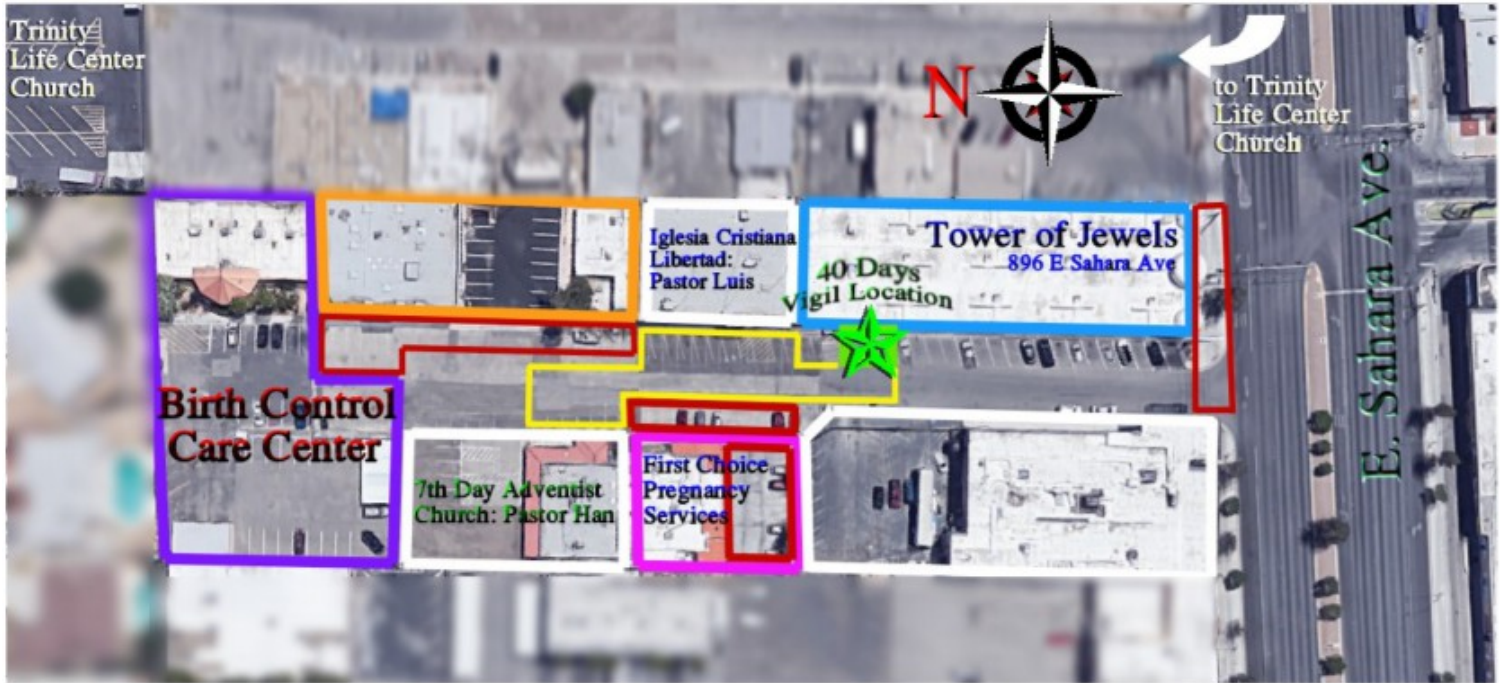 Trinity
Life Center
Church
N
to Trinity
Life Center
Church
E. Sahara Ave.
Iglesia Cristiana
Libertad:
Pastor Luis
Tower of Jewels
896 E Sahara Ave
40 Days
Vigil Location
Birth Control
Care Center
7th Day Adventist
Church: Pastor Han
First Choice
Pregnancy
Services